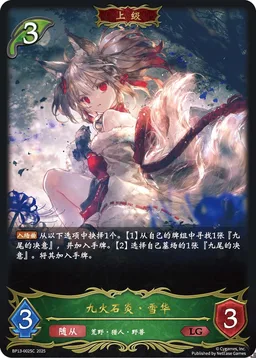 上级
3
入场曲 从以下选项中抉择1个。【1】从自己的牌组中寻找1张『九
尾的决意』，并加入手牌。【2】选择自己墓场的1张『九尾的决
意』。将其加入手牌。
九火石炎·雪华
3
随从
荒野·兽人·野萃
LG
3
BP13-001SC 2025
© Cygames, Inc.
Published by NetEase Games